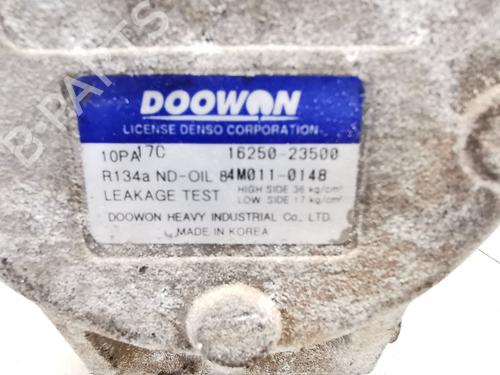 DOOWON
LICENSE DENSO CORPORATION
10PA17C 16250-23500
R134a ND-OIL 8 4M011-0148
LEAKAGE TEST HIGH SIDE 36 kg/cm²
LOW SIDE 17 kg/cm²
DOOWON HEAVY INDUSTRIAL Co., LTD.
MADE IN KOREA
B-PARTS